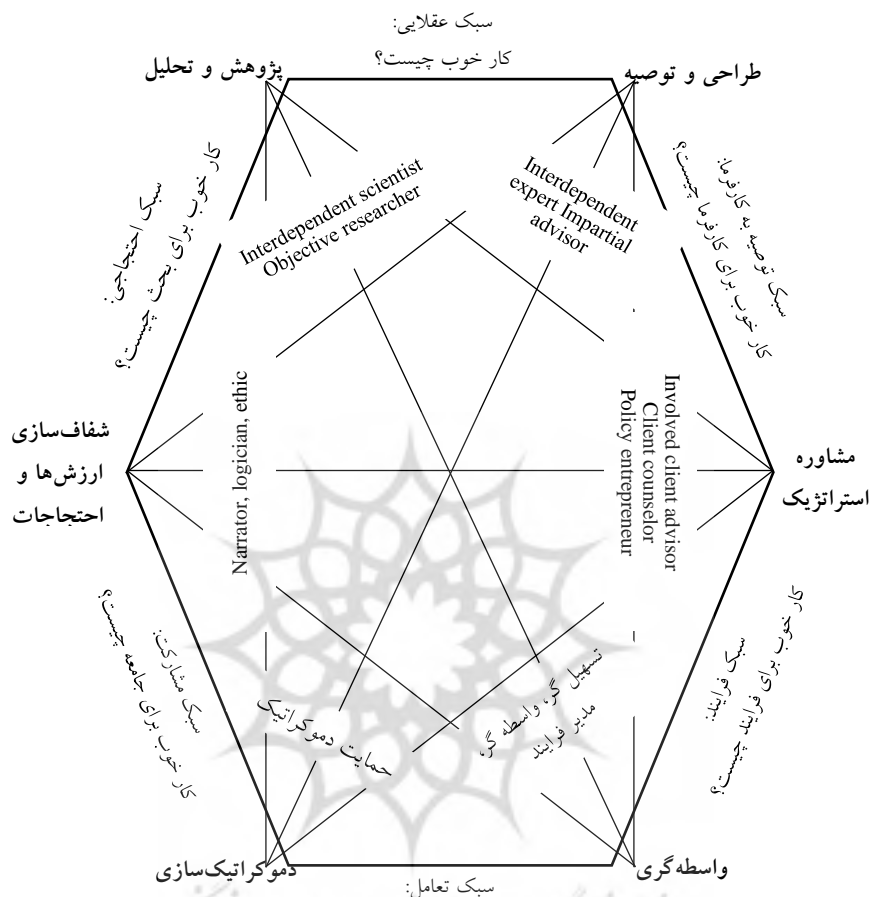 سبک عقلایی:
کار خوب چیست؟
پژوهش و تحلیل
طراحی و توصیه
سبک احتجاجی:
کار خوب برای بحث چیست؟
Interdependent scientist
Objective researcher
Interdependent
expert Impartial
advisor
سبک توصیه به کارفرما:
کار خوب برای کارفرما چیست؟
شفاف‌سازی
ارزش‌ها و
احتجاجات
Narrator, logician, ethic
Involved client advisor
Client counselor
Policy entrepreneur
مشاوره
استراتژیک
سبک مشارکت:
کار خوب برای جامعه چیست؟
حمایت دموکراتیک
تسهیل گر، واسطه گر،
مدیر فرایند
سبک فرایند:
کار خوب برای فرایند چیست؟
دموکراتیک‌سازی
واسطه‌گری
سبک تعامل: